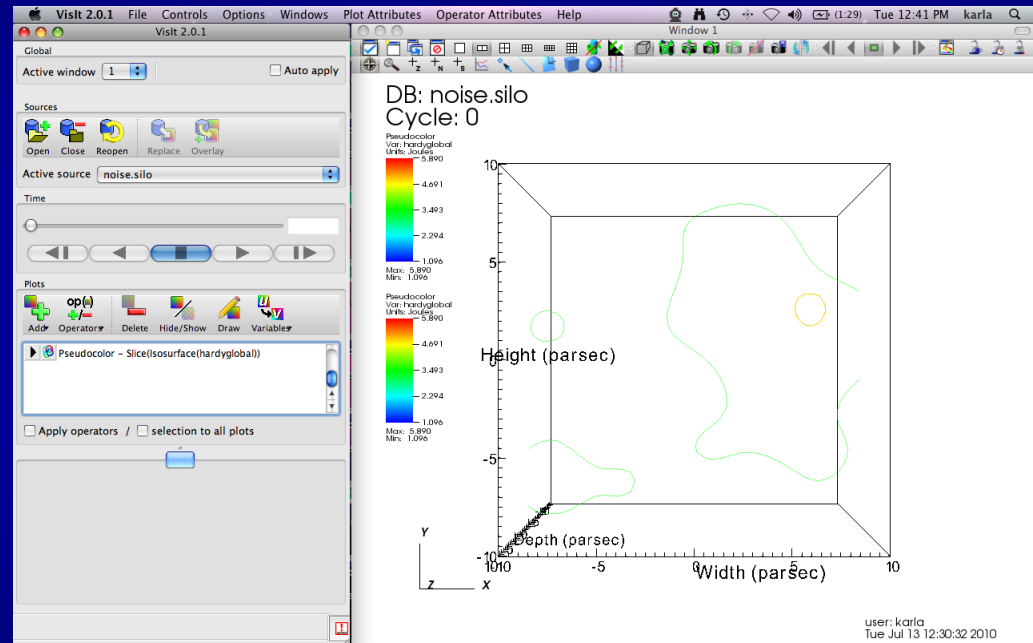 VisIt 2.0.1 File Controls Options Windows Plot Attributes Operator Attributes Help (1:29) Tue 12:41 PM karla
VisIt 2.0.1
Global
Active window 1 Auto apply
Sources
Open Close Reopen Replace Overlay
Active source noise.silo
Time
Plots
op(·)
Add Operators Delete Hide/Show Draw Variables
Pseudocolor - Slice(Isosurface(hardyglobal))
Apply operators / selection to all plots
Window 1
DB: noise.silo
Cycle: 0
Pseudocolor
Var: hardyglobal
Units: Joules
5.890
4.691
3.493
2.294
1.096
Max: 5.890
Min: 1.096
Pseudocolor
Var: hardyglobal
Units: Joules
5.890
4.691
3.493
2.294
1.096
Max: 5.890
Min: 1.096
10
5
0
Height (parsec)
-5
-10
Depth (parsec)
10
-10
-5
0
5
10
Width (parsec)
Y
Z X
user: karla
Tue Jul 13 12:30:32 2010